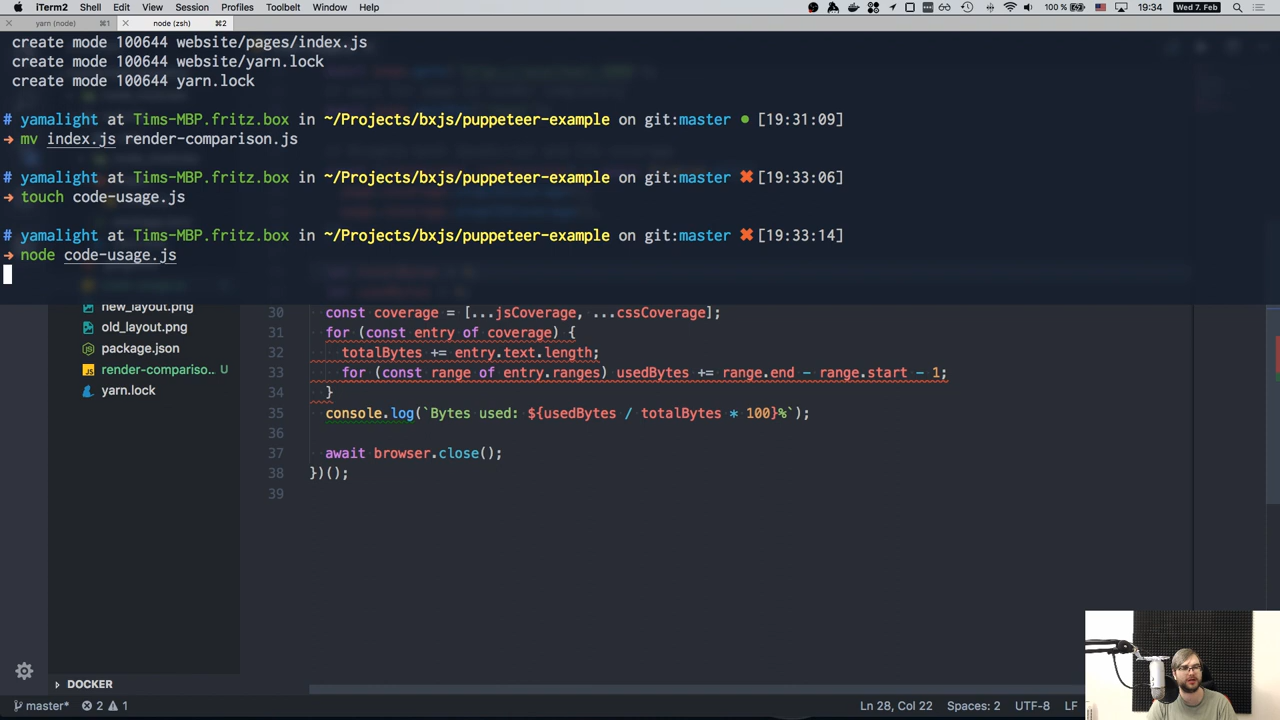 iTerm2 Shell Edit View Session Profiles Toolbelt Window Help 100 % 19:34 Wed 7. Feb
yarn (node) ⌘1 node (zsh) ⌘2
create mode 100644 website/pages/index.js
create mode 100644 website/yarn.lock
create mode 100644 yarn.lock
# yamalight at Tims-MBP.fritz.box in ~/Projects/bxjs/puppeteer-example on git:master ● [19:31:09]
➜ mv index.js render-comparison.js
# yamalight at Tims-MBP.fritz.box in ~/Projects/bxjs/puppeteer-example on git:master ✖ [19:33:06]
➜ touch code-usage.js
# yamalight at Tims-MBP.fritz.box in ~/Projects/bxjs/puppeteer-example on git:master ✖ [19:33:14]
➜ node code-usage.js
new_layout.png
old_layout.png
package.json
render-compariso.. U
yarn.lock
30 const coverage = [...jsCoverage, ...cssCoverage];
31 for (const entry of coverage) {
32 totalBytes += entry.text.length;
33 for (const range of entry.ranges) usedBytes += range.end - range.start - 1;
34 }
35 console.log(`Bytes used: ${usedBytes / totalBytes * 100}%`);
36
37 await browser.close();
38 })();
39
DOCKER
master* 2 1 Ln 28, Col 22 Spaces: 2 UTF-8 LF